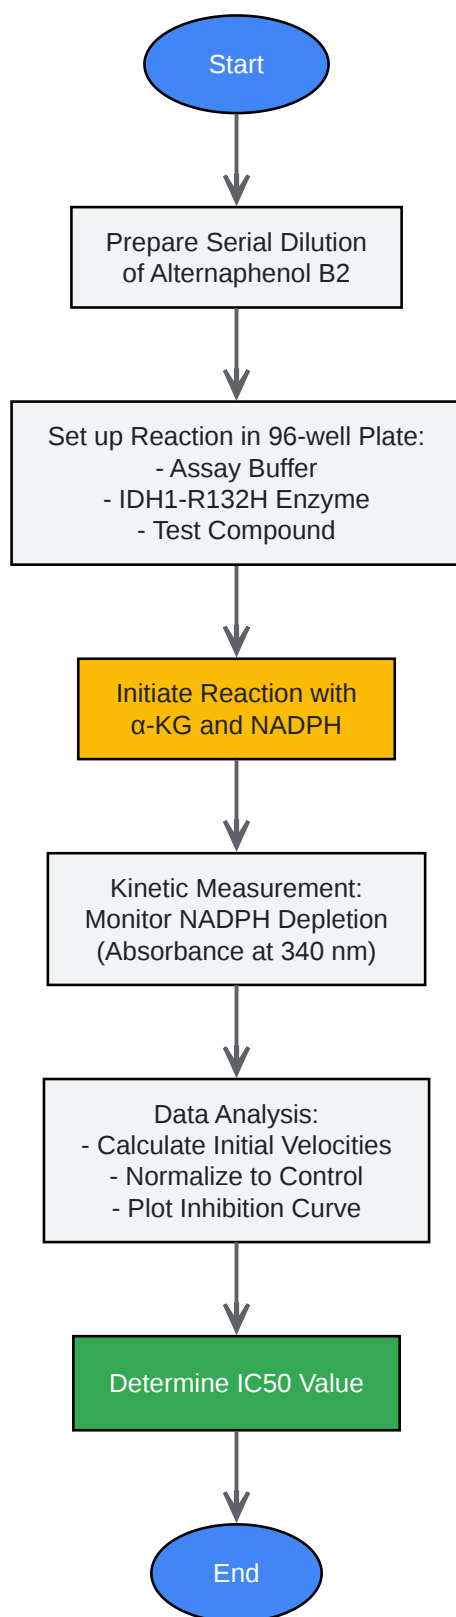 Start
Prepare Serial Dilution
of Alternaphenol B2
Set up Reaction in 96-well Plate:
- Assay Buffer
- IDH1-R132H Enzyme
- Test Compound
Initiate Reaction with
α-KG and NADPH
Kinetic Measurement:
Monitor NADPH Depletion
(Absorbance at 340 nm)
Data Analysis:
- Calculate Initial Velocities
- Normalize to Control
- Plot Inhibition Curve
Determine IC50 Value
End